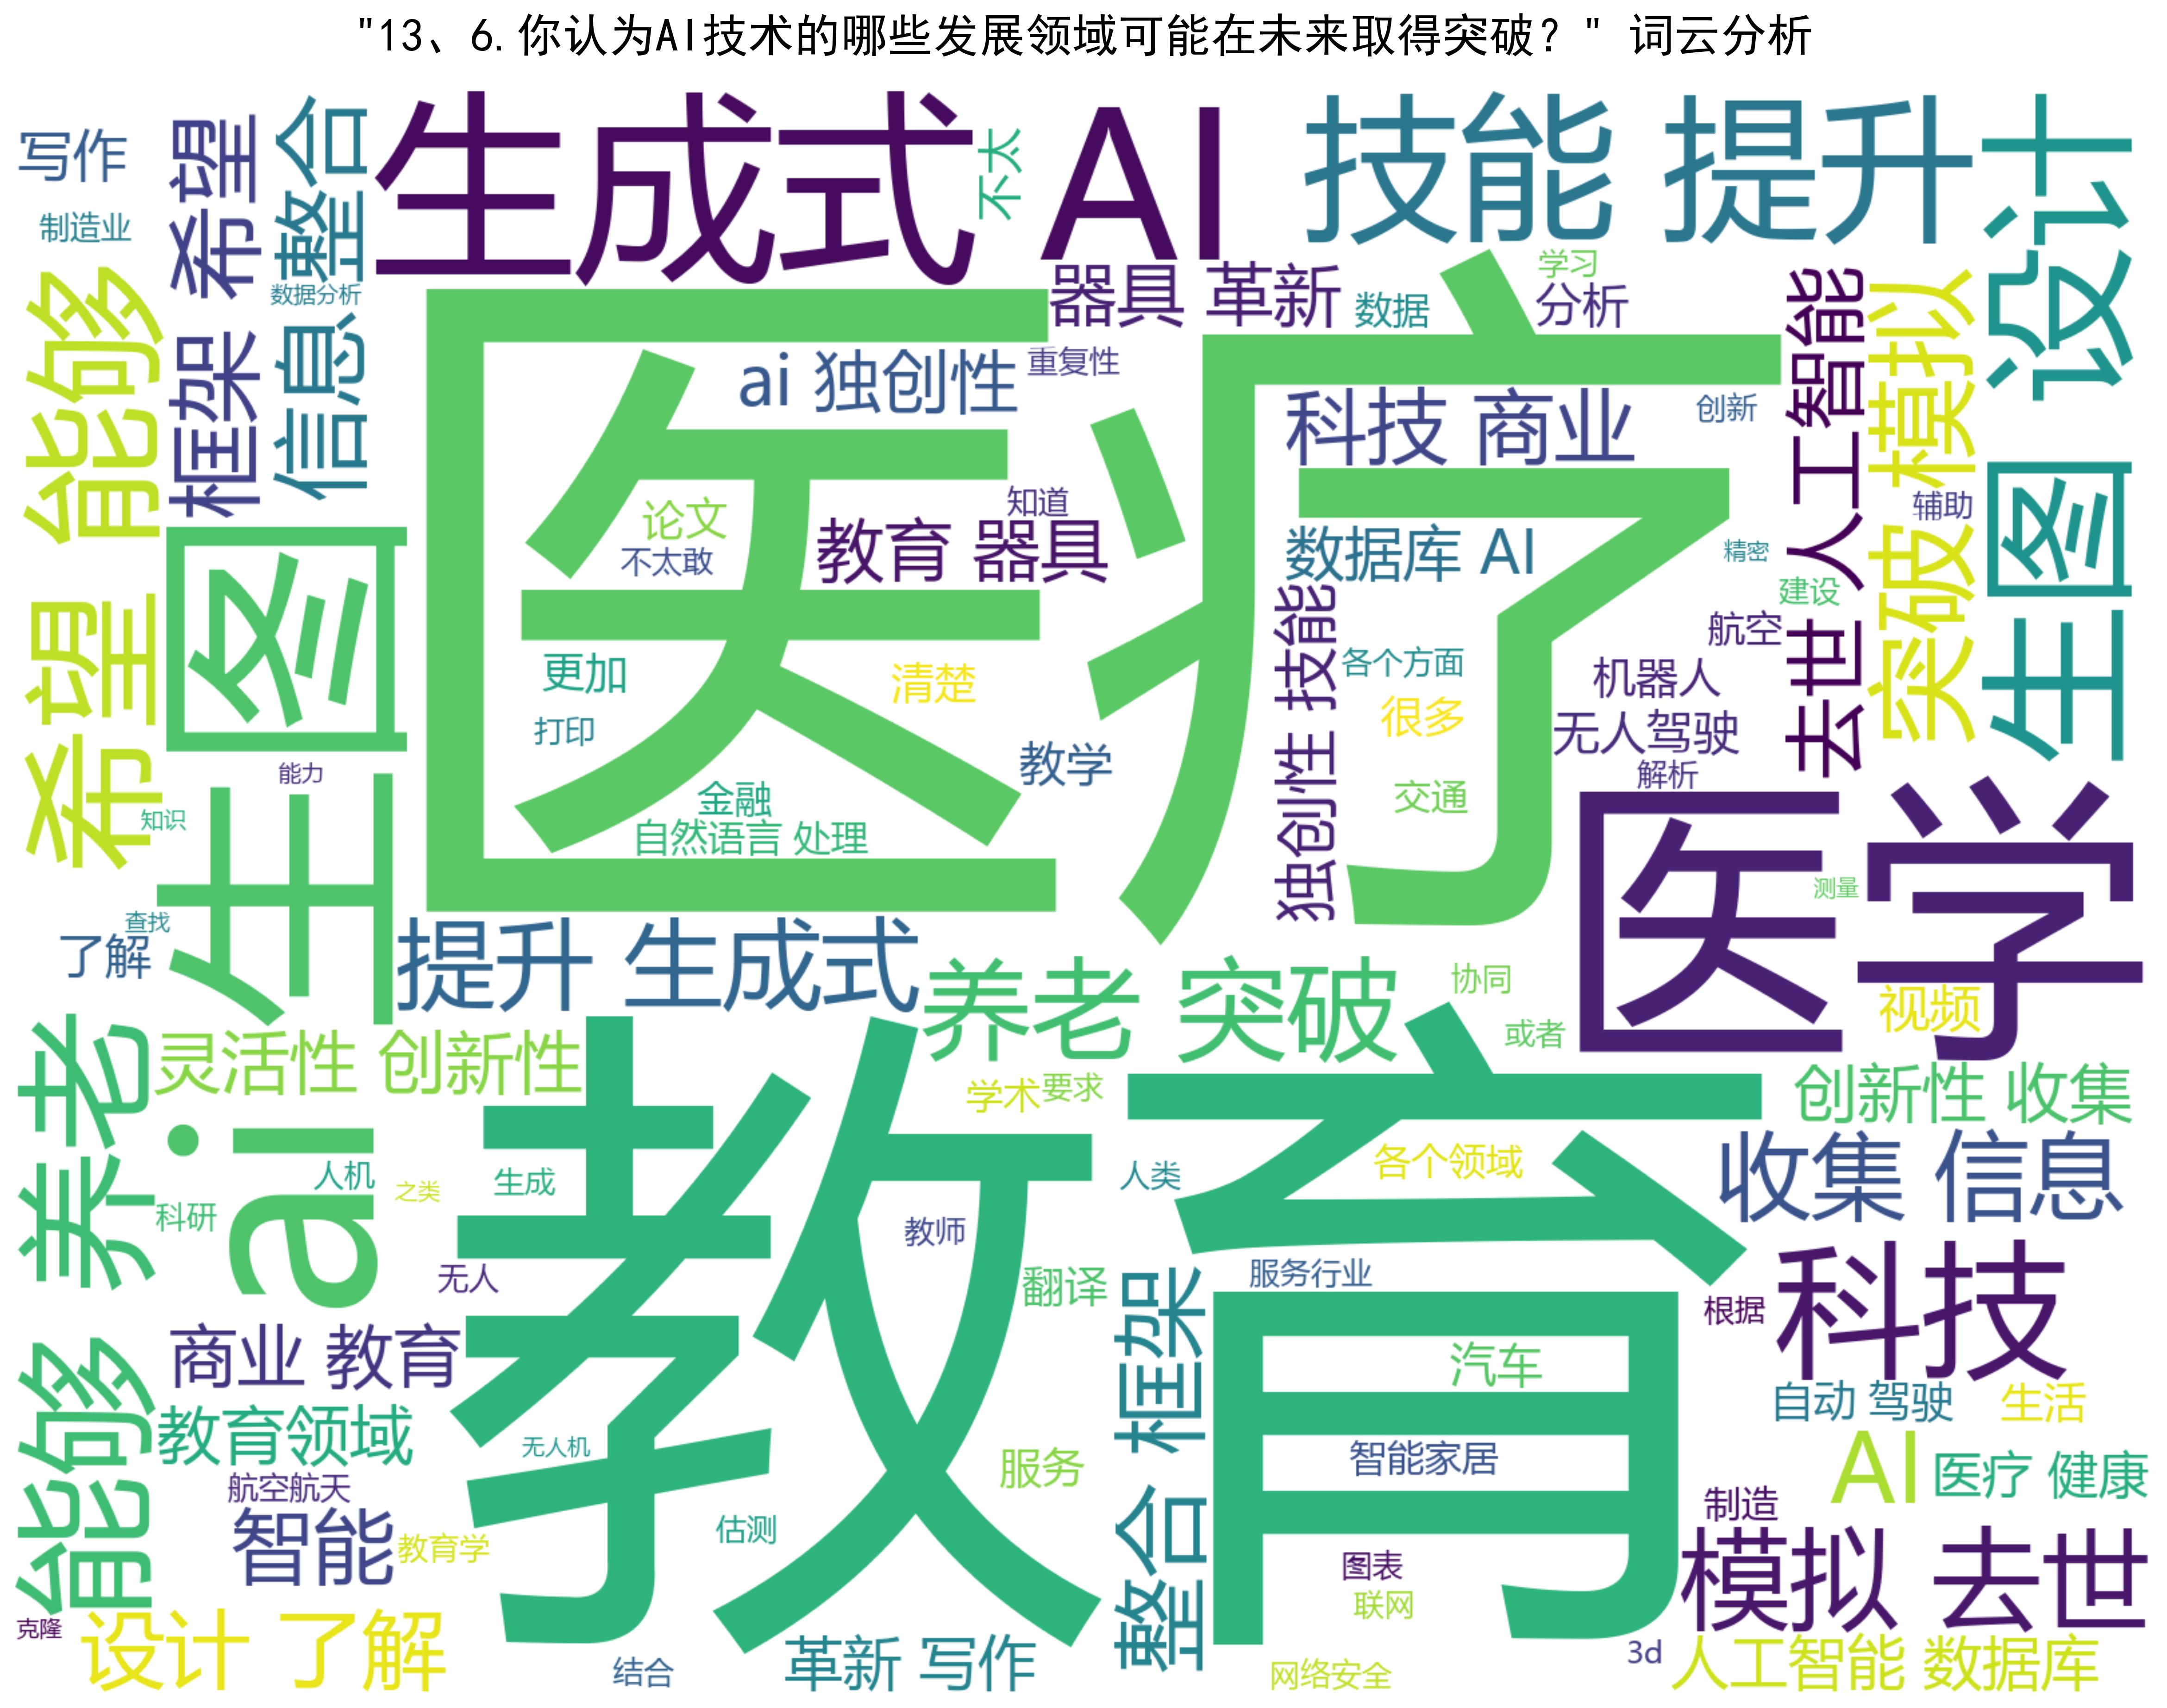 "13、6.你认为AI技术的哪些发展领域可能在未来取得突破？" 词云分析
生成式 AI
技能 提升
写作
希望
整合
不太
生图 设计
制造业
器具 革新
学习
数据
分析
数据分析
希望 能够
框架
信息
医疗
ai 独创性
重复性
科技 商业
创新
去世 人工智能
突破 模拟
论文
知道
不太敢
教育 器具
数据库 AI
辅助
精密
生图
建设
独创性 技能
航空
更加
清楚
各个方面
机器人
打印
很多
无人驾驶
教学
解析
能力
金融
交通
知识
自然语言 处理
医学
测量
查找
了解
提升 生成式
养老 突破
协同
视频
养老
灵活性 创新性
或者
学术
要求
创新性 收集
ai
教育
人机
之类
生成
人类
各个领域
收集 信息
科研
教师
无人
翻译
服务行业
整合 框架
根据
科技
能够
商业 教育
汽车
自动 驾驶
生活
教育领域
无人机
服务
智能家居
AI
医疗 健康
航空航天
制造
智能
教育学
估测
图表
模拟 去世
联网
克隆
设计 了解
结合
革新 写作
网络安全
3d
人工智能 数据库